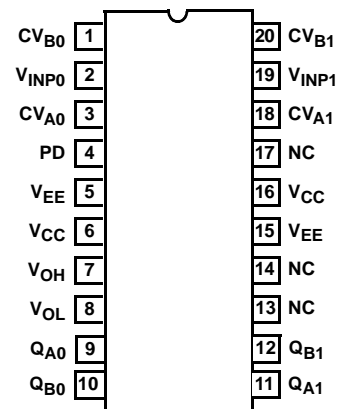 CVB0 1 20 CVB1
VINP0 2 19 VINP1
CVA0 3 18 CVA1
PD 4 17 NC
VEE 5 16 VCC
VCC 6 15 VEE
VOH 7 14 NC
VOL 8 13 NC
QA0 9 12 QB1
QB0 10 11 QA1